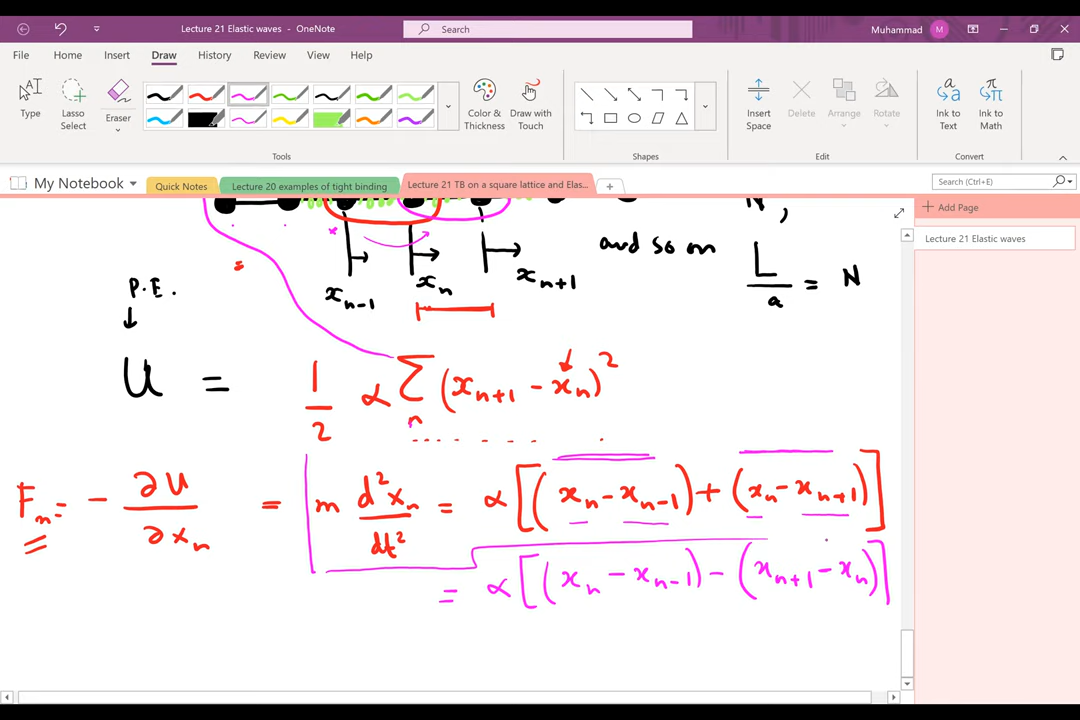 Lecture 21 Elastic waves - OneNote
Search
Muhammad M
File Home Insert Draw History Review View Help
Type
Lasso Select
Eraser
Color & Thickness
Draw with Touch
Insert Space
Delete
Arrange
Rotate
a Ink to Text
π Ink to Math
Tools
Shapes
Edit
Convert
My Notebook
Quick Notes
Lecture 20 examples of tight binding
Lecture 21 TB on a square lattice and Elas...
Search (Ctrl+E)
Add Page
Lecture 21 Elastic waves
N,
and so on
L/a = N
x_{n-1} x_n x_{n+1}
P.E.
↓
U = 1/2 α Σ_n (x_{n+1} - x_n)^2
F_n = - ∂U/∂x_n = m d²x_n/dt² = α[(x_n - x_{n-1}) + (x_n - x_{n+1})]
= α[(x_n - x_{n-1}) - (x_{n+1} - x_n)]